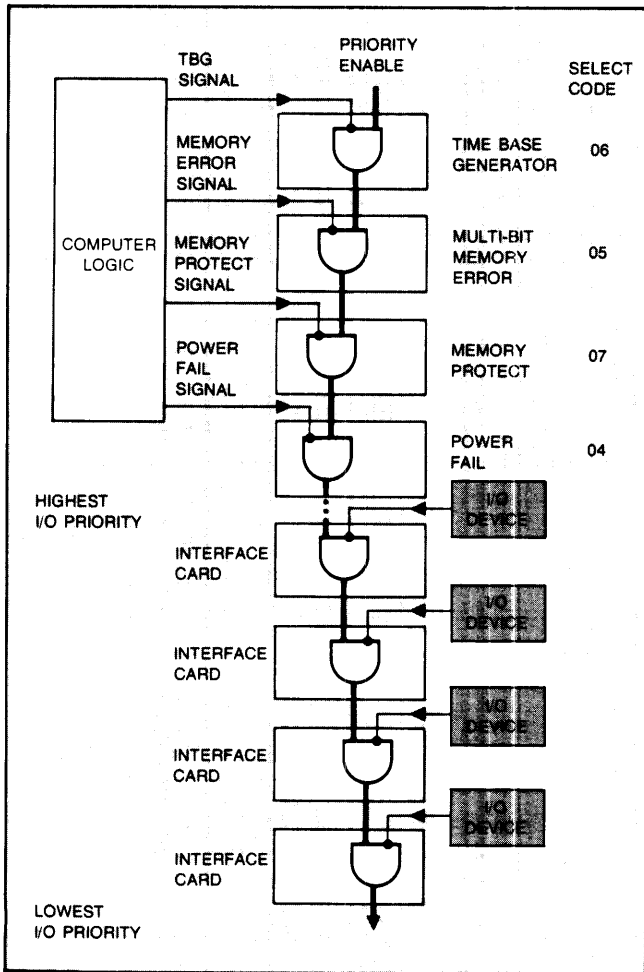 TBG
SIGNAL
PRIORITY
ENABLE
SELECT
CODE
MEMORY
ERROR
SIGNAL
TIME BASE
GENERATOR
06
COMPUTER
LOGIC
MEMORY
PROTECT
SIGNAL
MULTI-BIT
MEMORY
ERROR
05
POWER
FAIL
SIGNAL
MEMORY
PROTECT
07
POWER
FAIL
04
HIGHEST
I/O PRIORITY
I/O
DEVICE
INTERFACE
CARD
I/O
DEVICE
INTERFACE
CARD
I/O
DEVICE
INTERFACE
CARD
I/O
DEVICE
INTERFACE
CARD
LOWEST
I/O PRIORITY